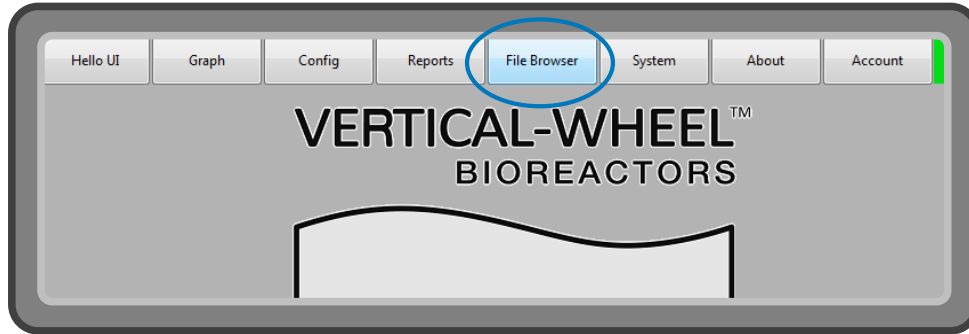 Hello UI Graph Config Reports File Browser System About Account
VERTICAL-WHEEL™
BIOREACTORS